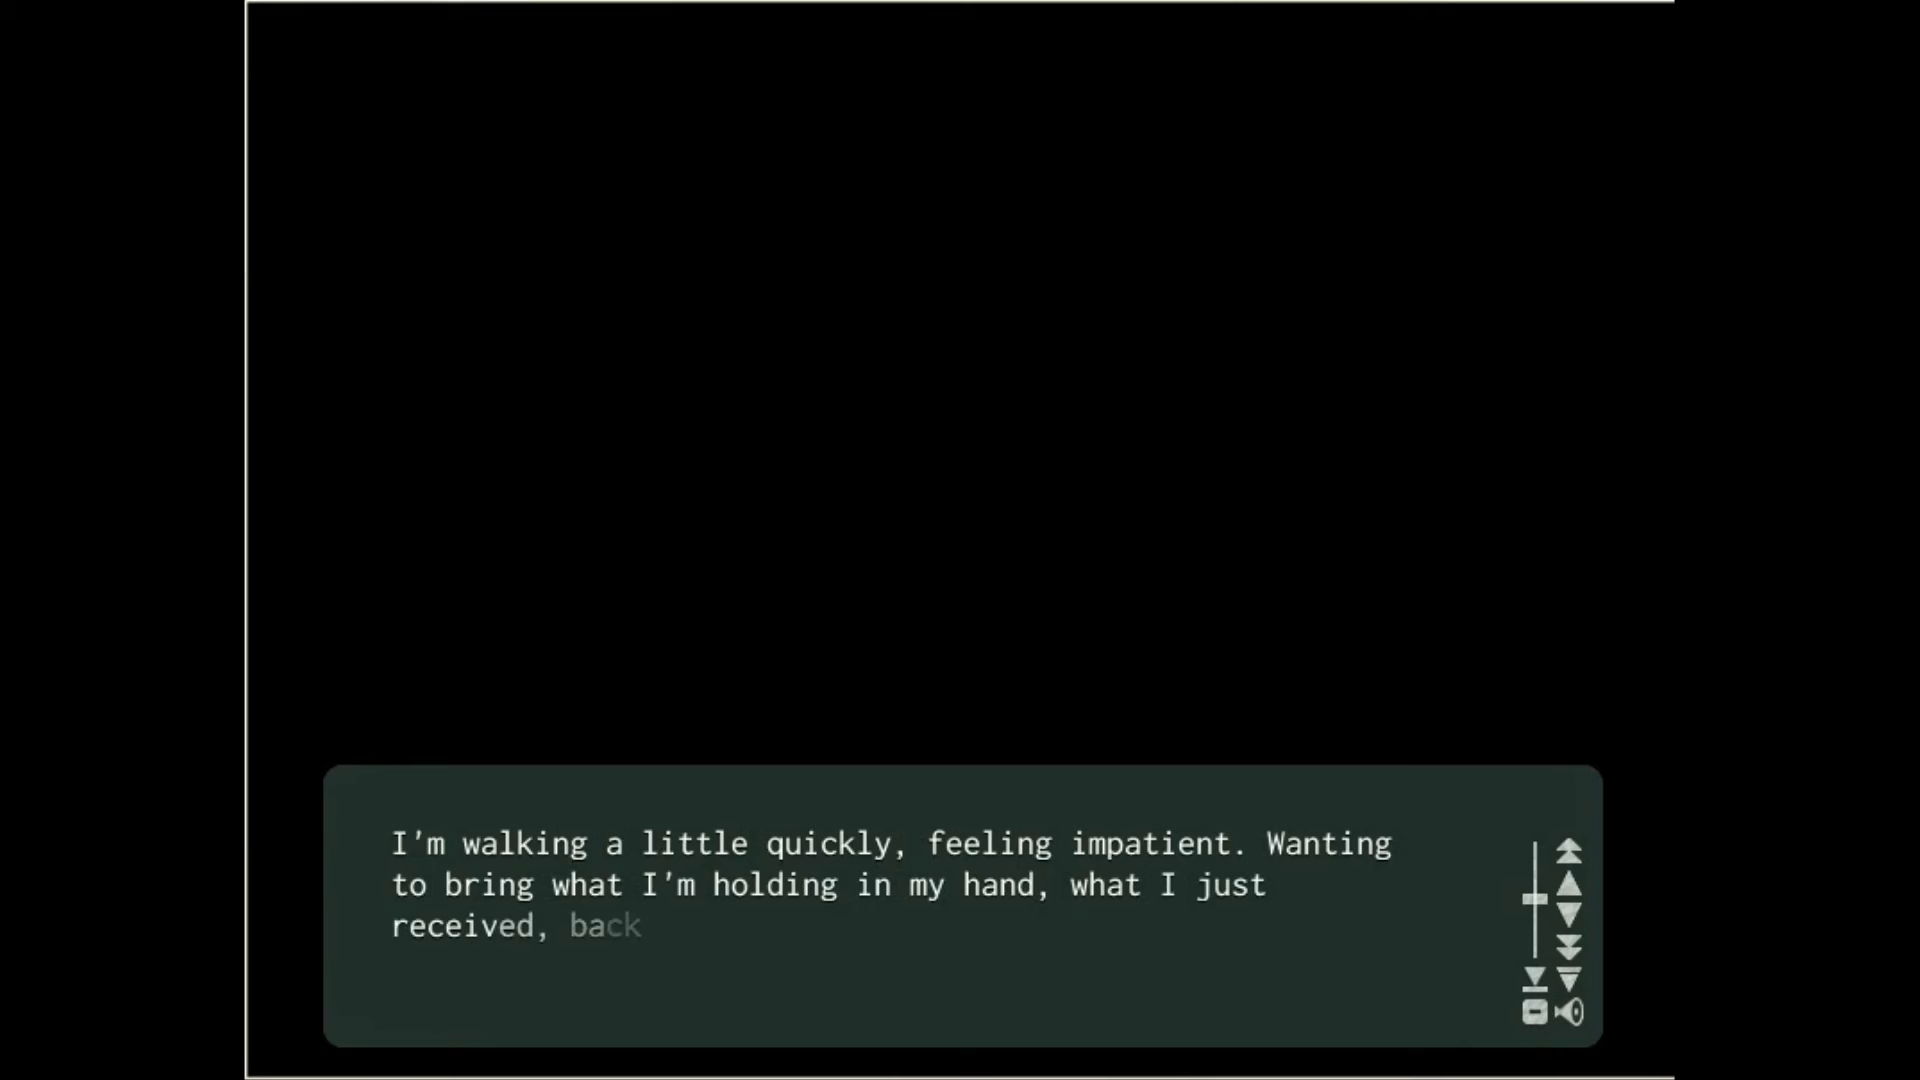 I'm walking a little quickly, feeling impatient. Wanting
to bring what I'm holding in my hand, what I just
received, back